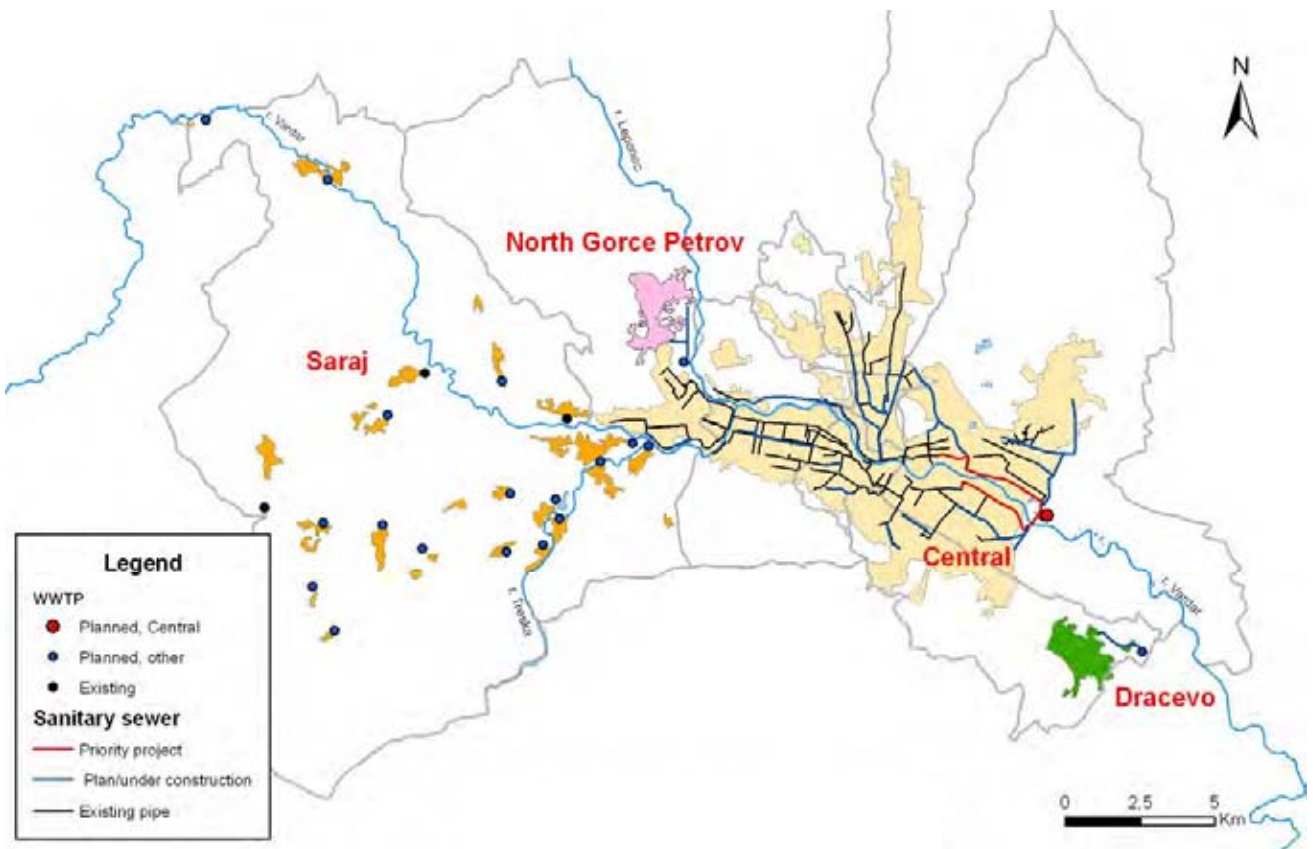 N
r. Vardar
r. Lepenec
North Gorce Petrov
Saraj
Central
r. Vardar
r. Treska
Dracevo
Legend
WWTP
Planned, Central
Planned, other
Existing
Sanitary sewer
Priority project
Plan/under construction
Existing pipe
0 2,5 5
Km